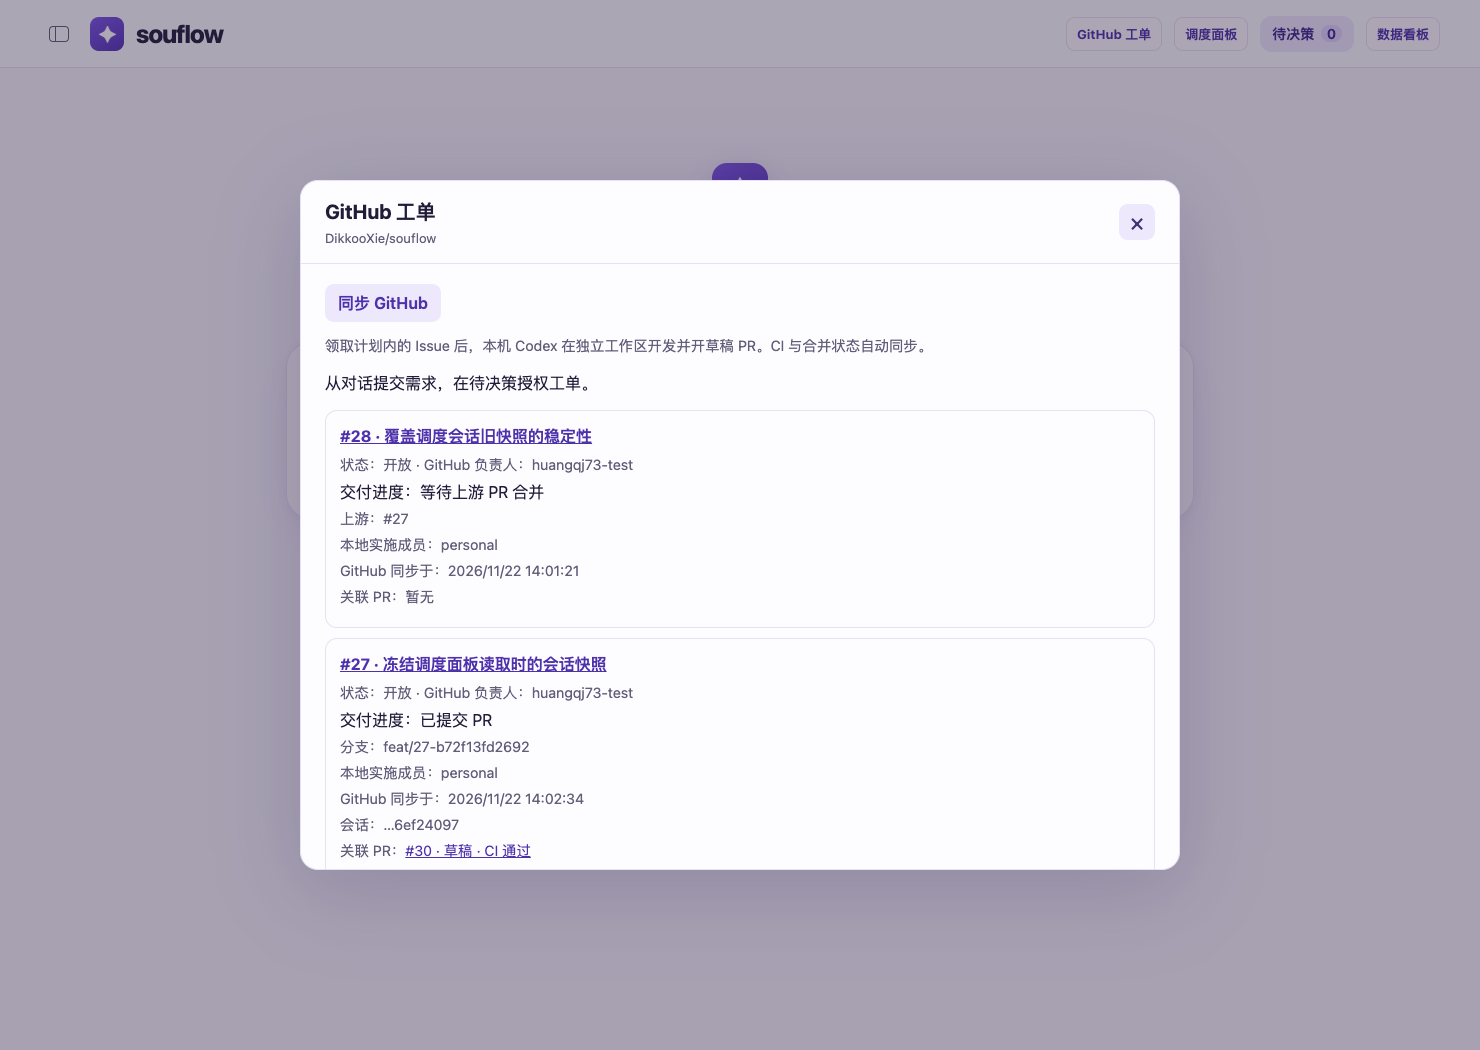 souflow
GitHub 工单
调度面板
待决策 0
数据看板
GitHub 工单
DikkooXie/souflow
×
同步 GitHub
领取计划内的 Issue 后，本机 Codex 在独立工作区开发并开草稿 PR。CI 与合并状态自动同步。
从对话提交需求，在待决策授权工单。
#28 · 覆盖调度会话旧快照的稳定性
状态：开放 · GitHub 负责人：huangqj73-test
交付进度：等待上游 PR 合并
上游：#27
本地实施成员：personal
GitHub 同步于：2026/11/22 14:01:21
关联 PR：暂无
#27 · 冻结调度面板读取时的会话快照
状态：开放 · GitHub 负责人：huangqj73-test
交付进度：已提交 PR
分支：feat/27-b72f13fd2692
本地实施成员：personal
GitHub 同步于：2026/11/22 14:02:34
会话：…6ef24097
关联 PR：#30 · 草稿 · CI 通过